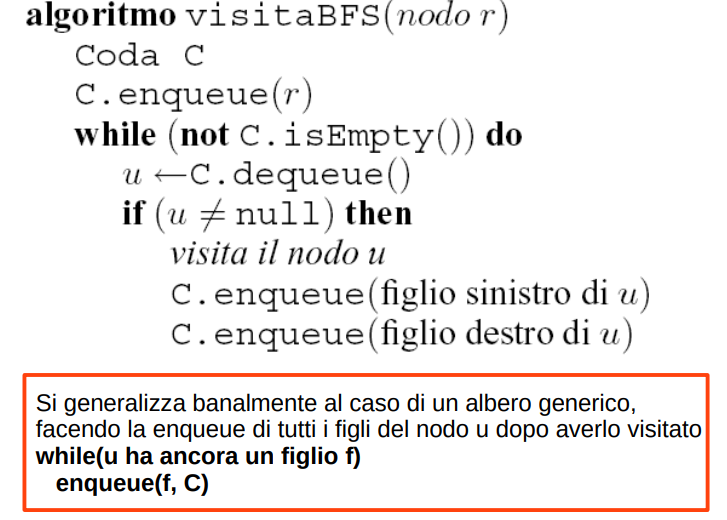 algoritmo visitaBFS(nodo r)
Coda C
C.enqueue(r)
while (not C.isEmpty()) do
u ←C.dequeue()
if (u ≠ null) then
visita il nodo u
C.enqueue(figlio sinistro di u)
C.enqueue(figlio destro di u)
Si generalizza banalmente al caso di un albero generico,
facendo la enqueue di tutti i figli del nodo u dopo averlo visitato
while(u ha ancora un figlio f)
enqueue(f, C)